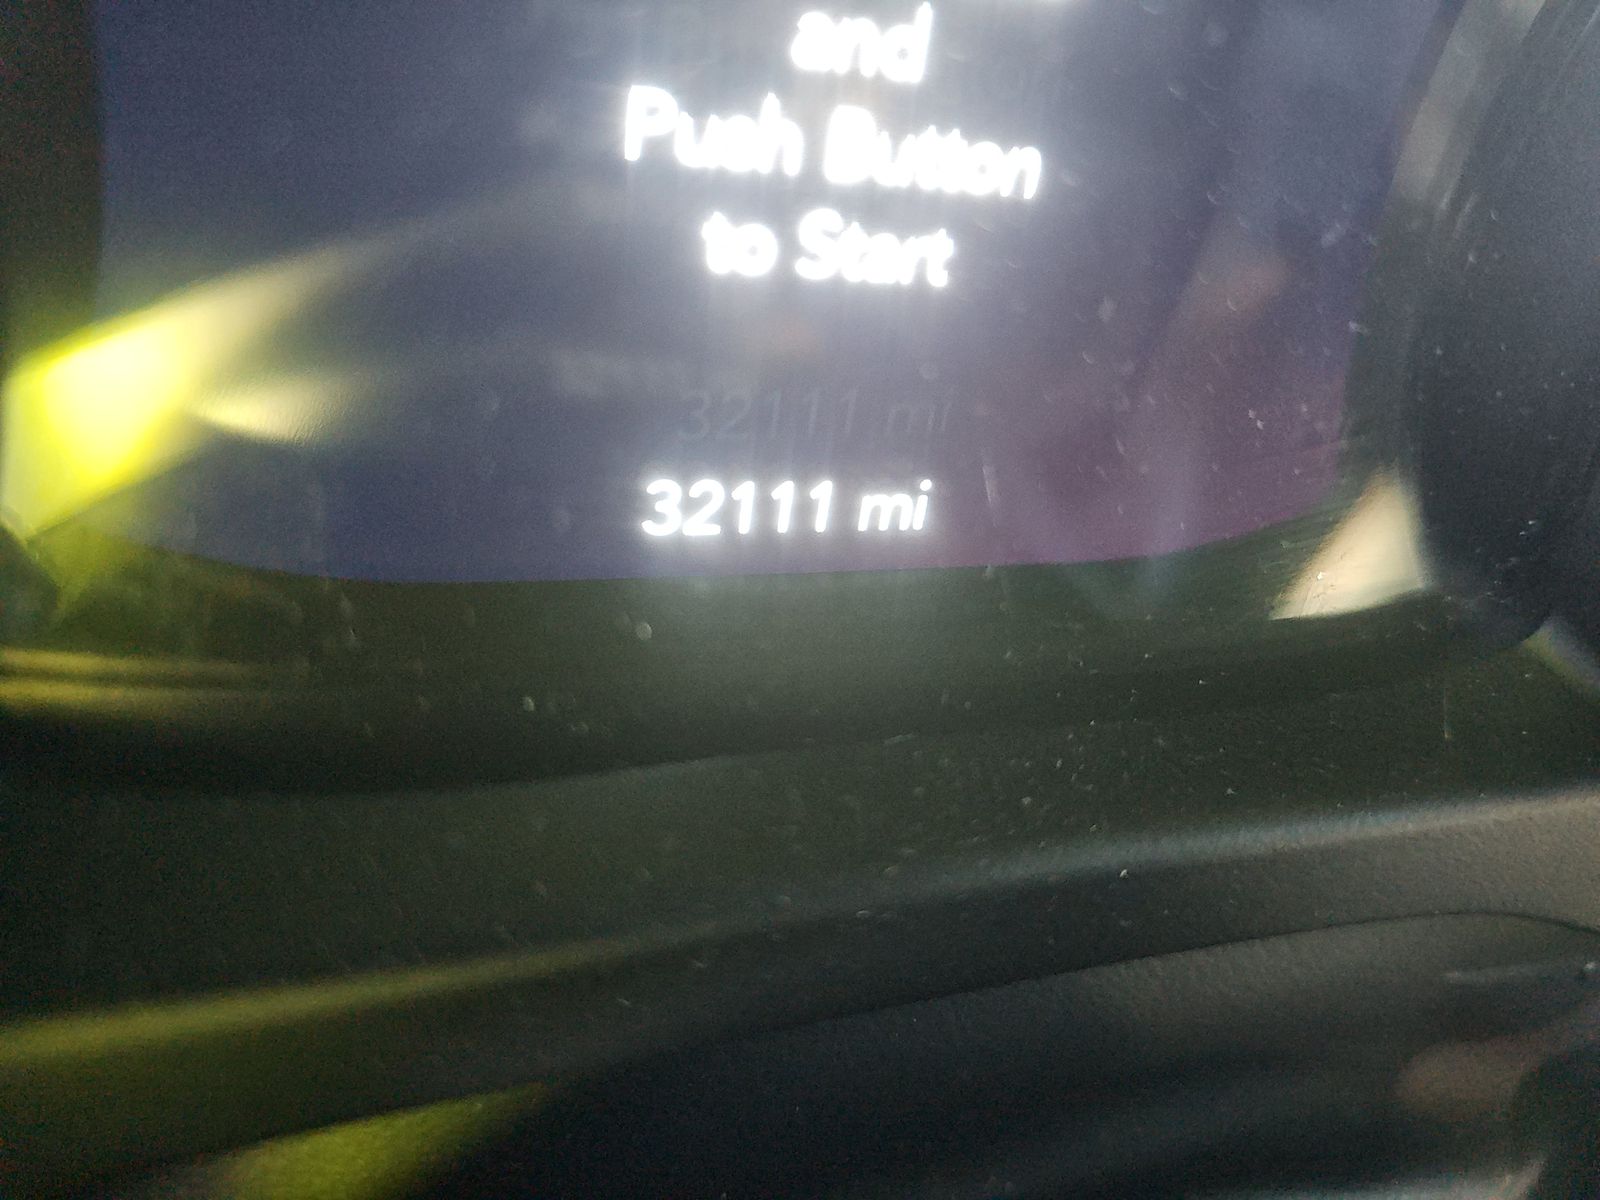 and
Push Button
to Start
32111 mi
32111 mi